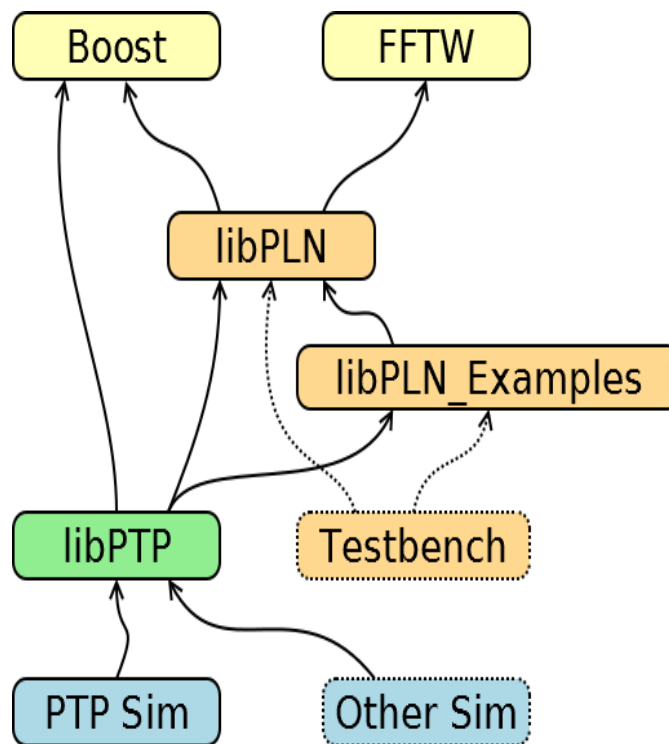 Boost
FFTW
libPLN
libPLN_Examples
libPTP
Testbench
PTP Sim
Other Sim